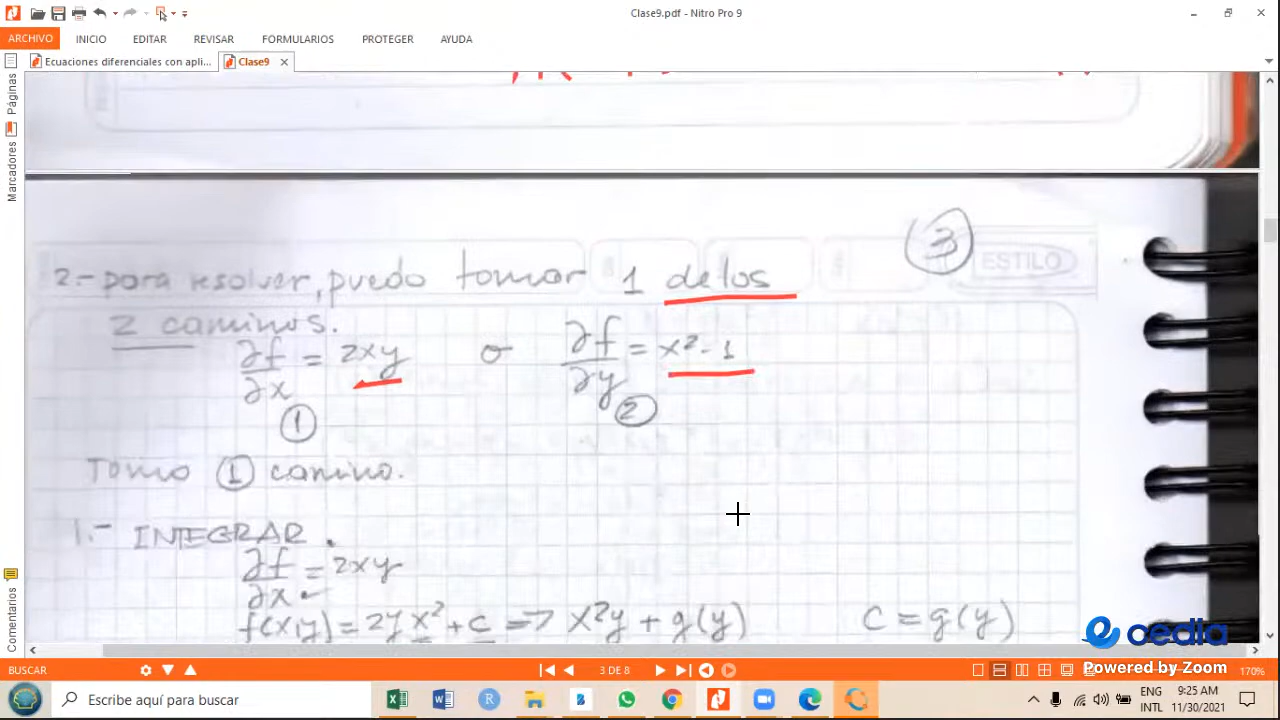 Clase9.pdf - Nitro Pro 9
ARCHIVO INICIO EDITAR REVISAR FORMULARIOS PROTEGER AYUDA
Ecuaciones diferenciales con apli... Clase9
Páginas
Marcadores
Comentarios
3
ESTILO
2.- para resolver, puedo tomar 1 de los
2 caminos.
∂f/∂x = 2xy o ∂f/∂y = x² - 1
1 2
Tomo 1 camino.
1.- INTEGRAR.
∂f/∂x = 2xy
f(x,y) = 2y x² + c => x²y + g(y) c = g(y)
cedia
Powered by Zoom
BUSCAR 3 DE 8 170%
Escribe aquí para buscar
ENG 9:25 AM
INTL 11/30/2021